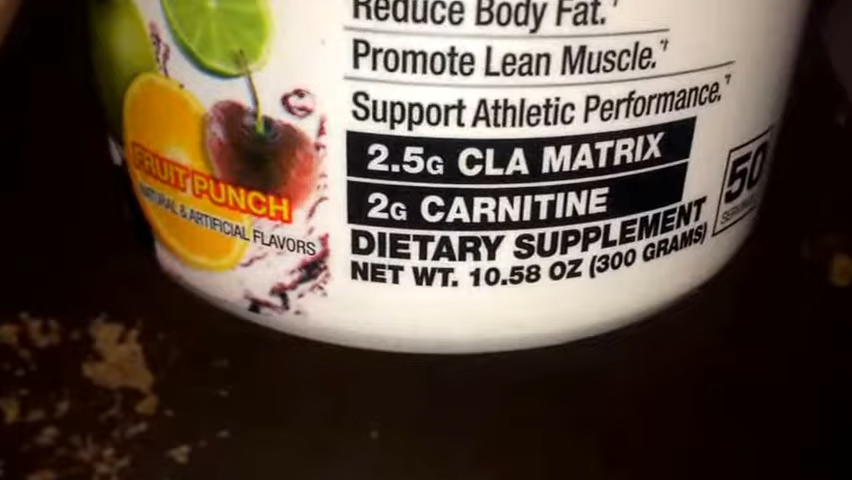 Reduce Body Fat.†
Promote Lean Muscle.†
Support Athletic Performance.†
2.5G CLA MATRIX
2G CARNITINE
DIETARY SUPPLEMENT
NET WT. 10.58 OZ (300 GRAMS)
50
FRUIT PUNCH
NATURAL & ARTIFICIAL FLAVORS